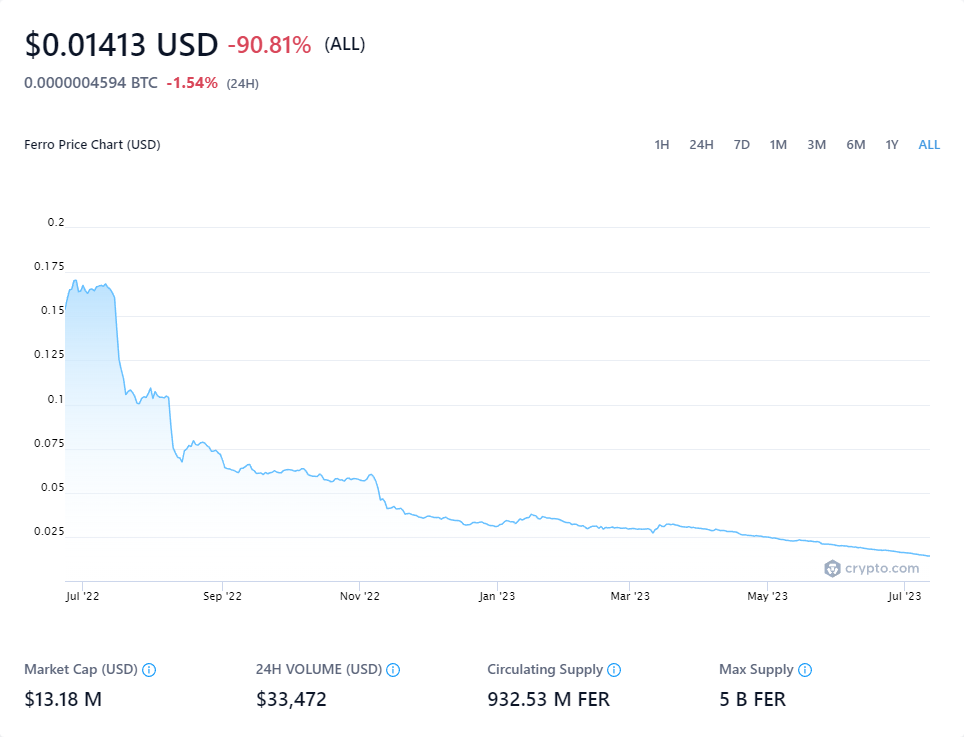 $0.01413 USD -90.81% (ALL)
0.0000004594 BTC -1.54% (24H)
Ferro Price Chart (USD) 1H 24H 7D 1M 3M 6M 1Y ALL
0.2
0.175
0.15
0.125
0.1
0.075
0.05
0.025
crypto.com
Jul '22 Sep '22 Nov '22 Jan '23 Mar '23 May '23 Jul '23
Market Cap (USD) 24H VOLUME (USD) Circulating Supply Max Supply
$13.18 M $33,472 932.53 M FER 5 B FER